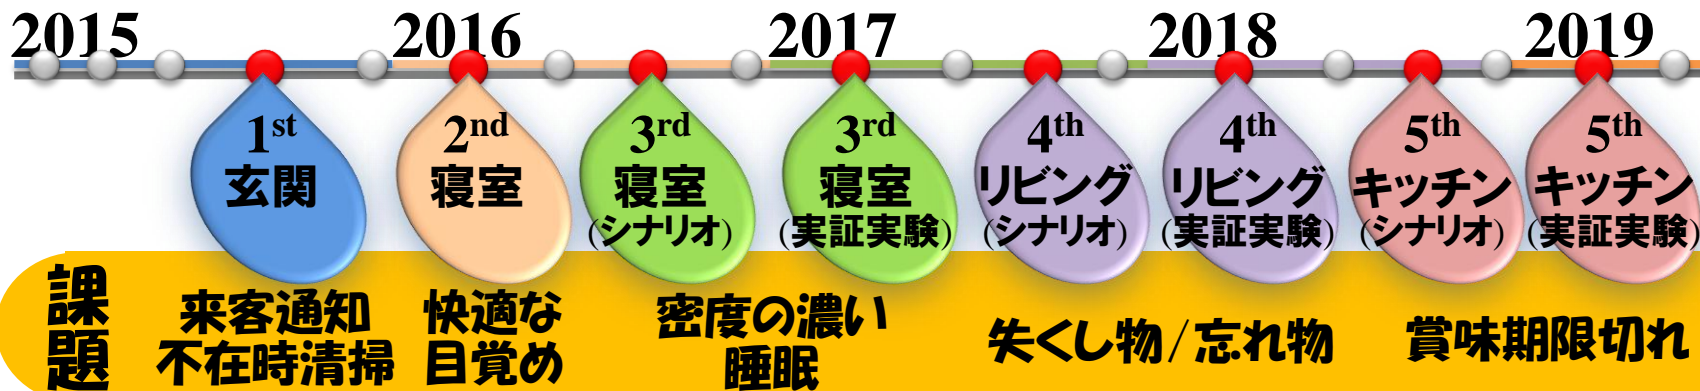 2015 2016 2017 2018 2019
1st
玄関
2nd
寝室
3rd
寝室
(シナリオ)
3rd
寝室
(実証実験)
4th
リビング
(シナリオ)
4th
リビング
(実証実験)
5th
キッチン
(シナリオ)
5th
キッチン
(実証実験)
課題
来客通知
不在時清掃
快適な
目覚め
密度の濃い
睡眠
失くし物/忘れ物
賞味期限切れ